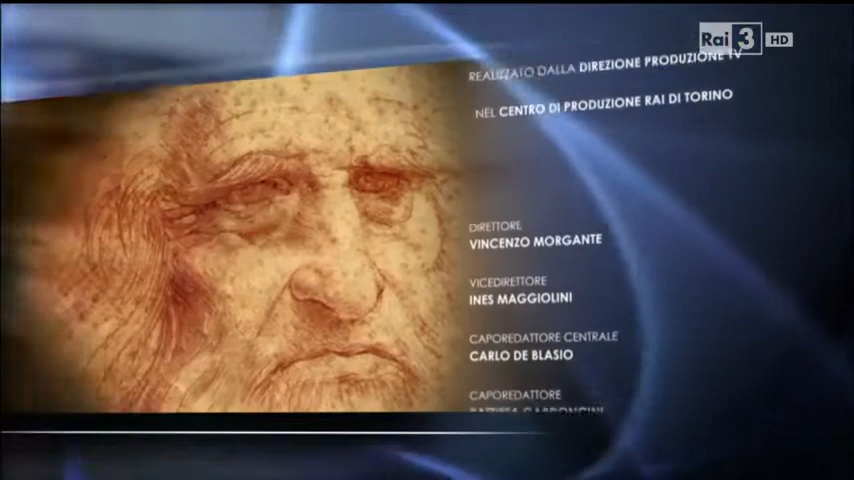 Rai 3 HD
REALIZZATO DALLA DIREZIONE PRODUZIONE TV
NEL CENTRO DI PRODUZIONE RAI DI TORINO
DIRETTORE
VINCENZO MORGANTE
VICEDIRETTORE
INES MAGGIOLINI
CAPOREDATTORE CENTRALE
CARLO DE BLASIO
CAPOREDATTORE